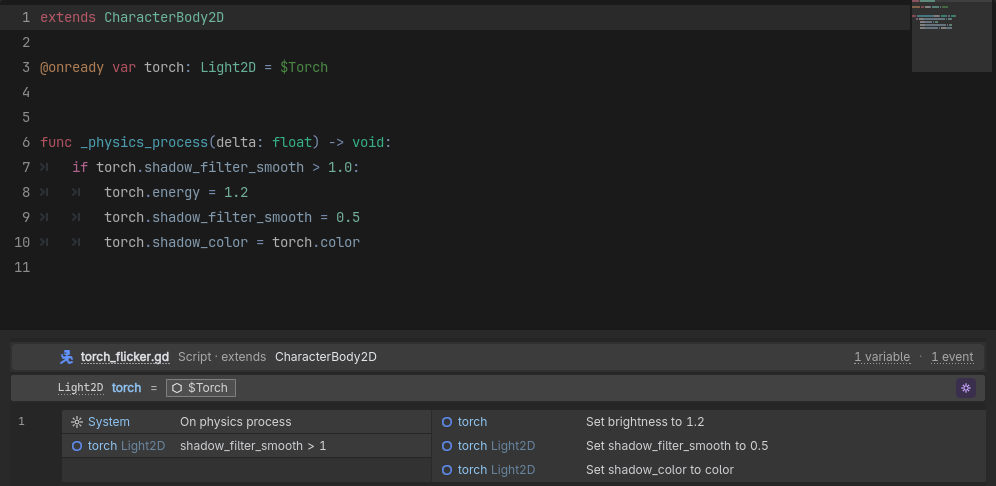 1 extends CharacterBody2D
2
3 @onready var torch: Light2D = $Torch
4
5
6 func _physics_process(delta: float) -> void:
7 if torch.shadow_filter_smooth > 1.0:
8 torch.energy = 1.2
9 torch.shadow_filter_smooth = 0.5
10 torch.shadow_color = torch.color
11
torch_flicker.gd Script · extends CharacterBody2D 1 variable · 1 event
Light2D torch = $Torch
1 System On physics process torch Set brightness to 1.2
torch Light2D shadow_filter_smooth > 1 torch Light2D Set shadow_filter_smooth to 0.5
torch Light2D Set shadow_color to color